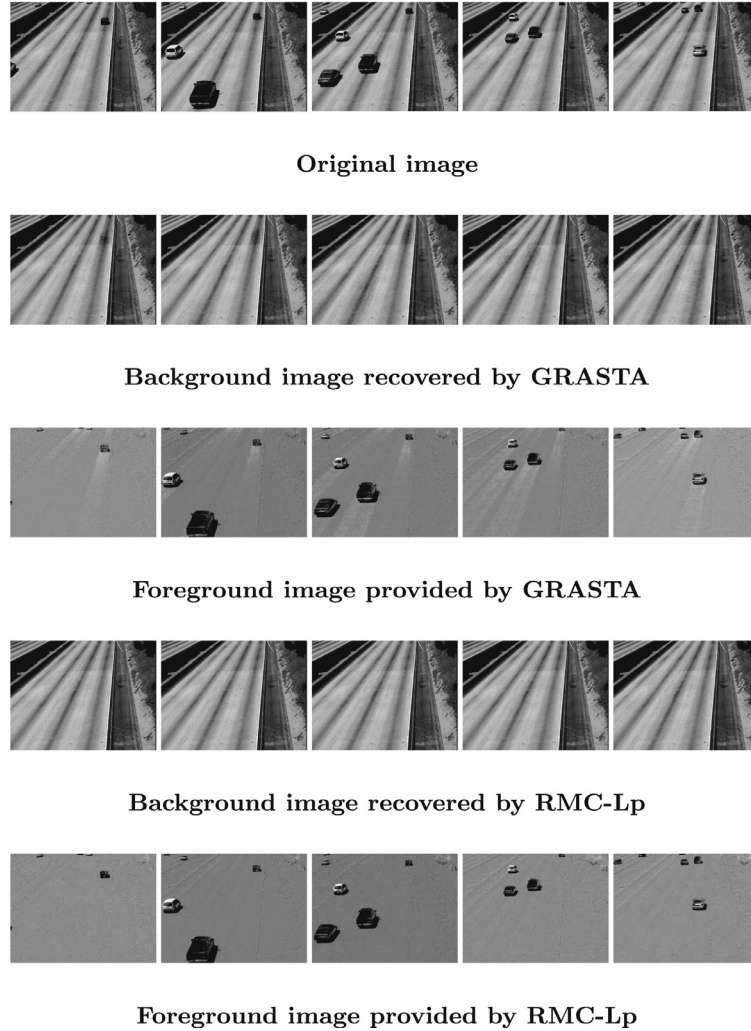 Original image
Background image recovered by GRASTA
Foreground image provided by GRASTA
Background image recovered by RMC-Lp
Foreground image provided by RMC-Lp